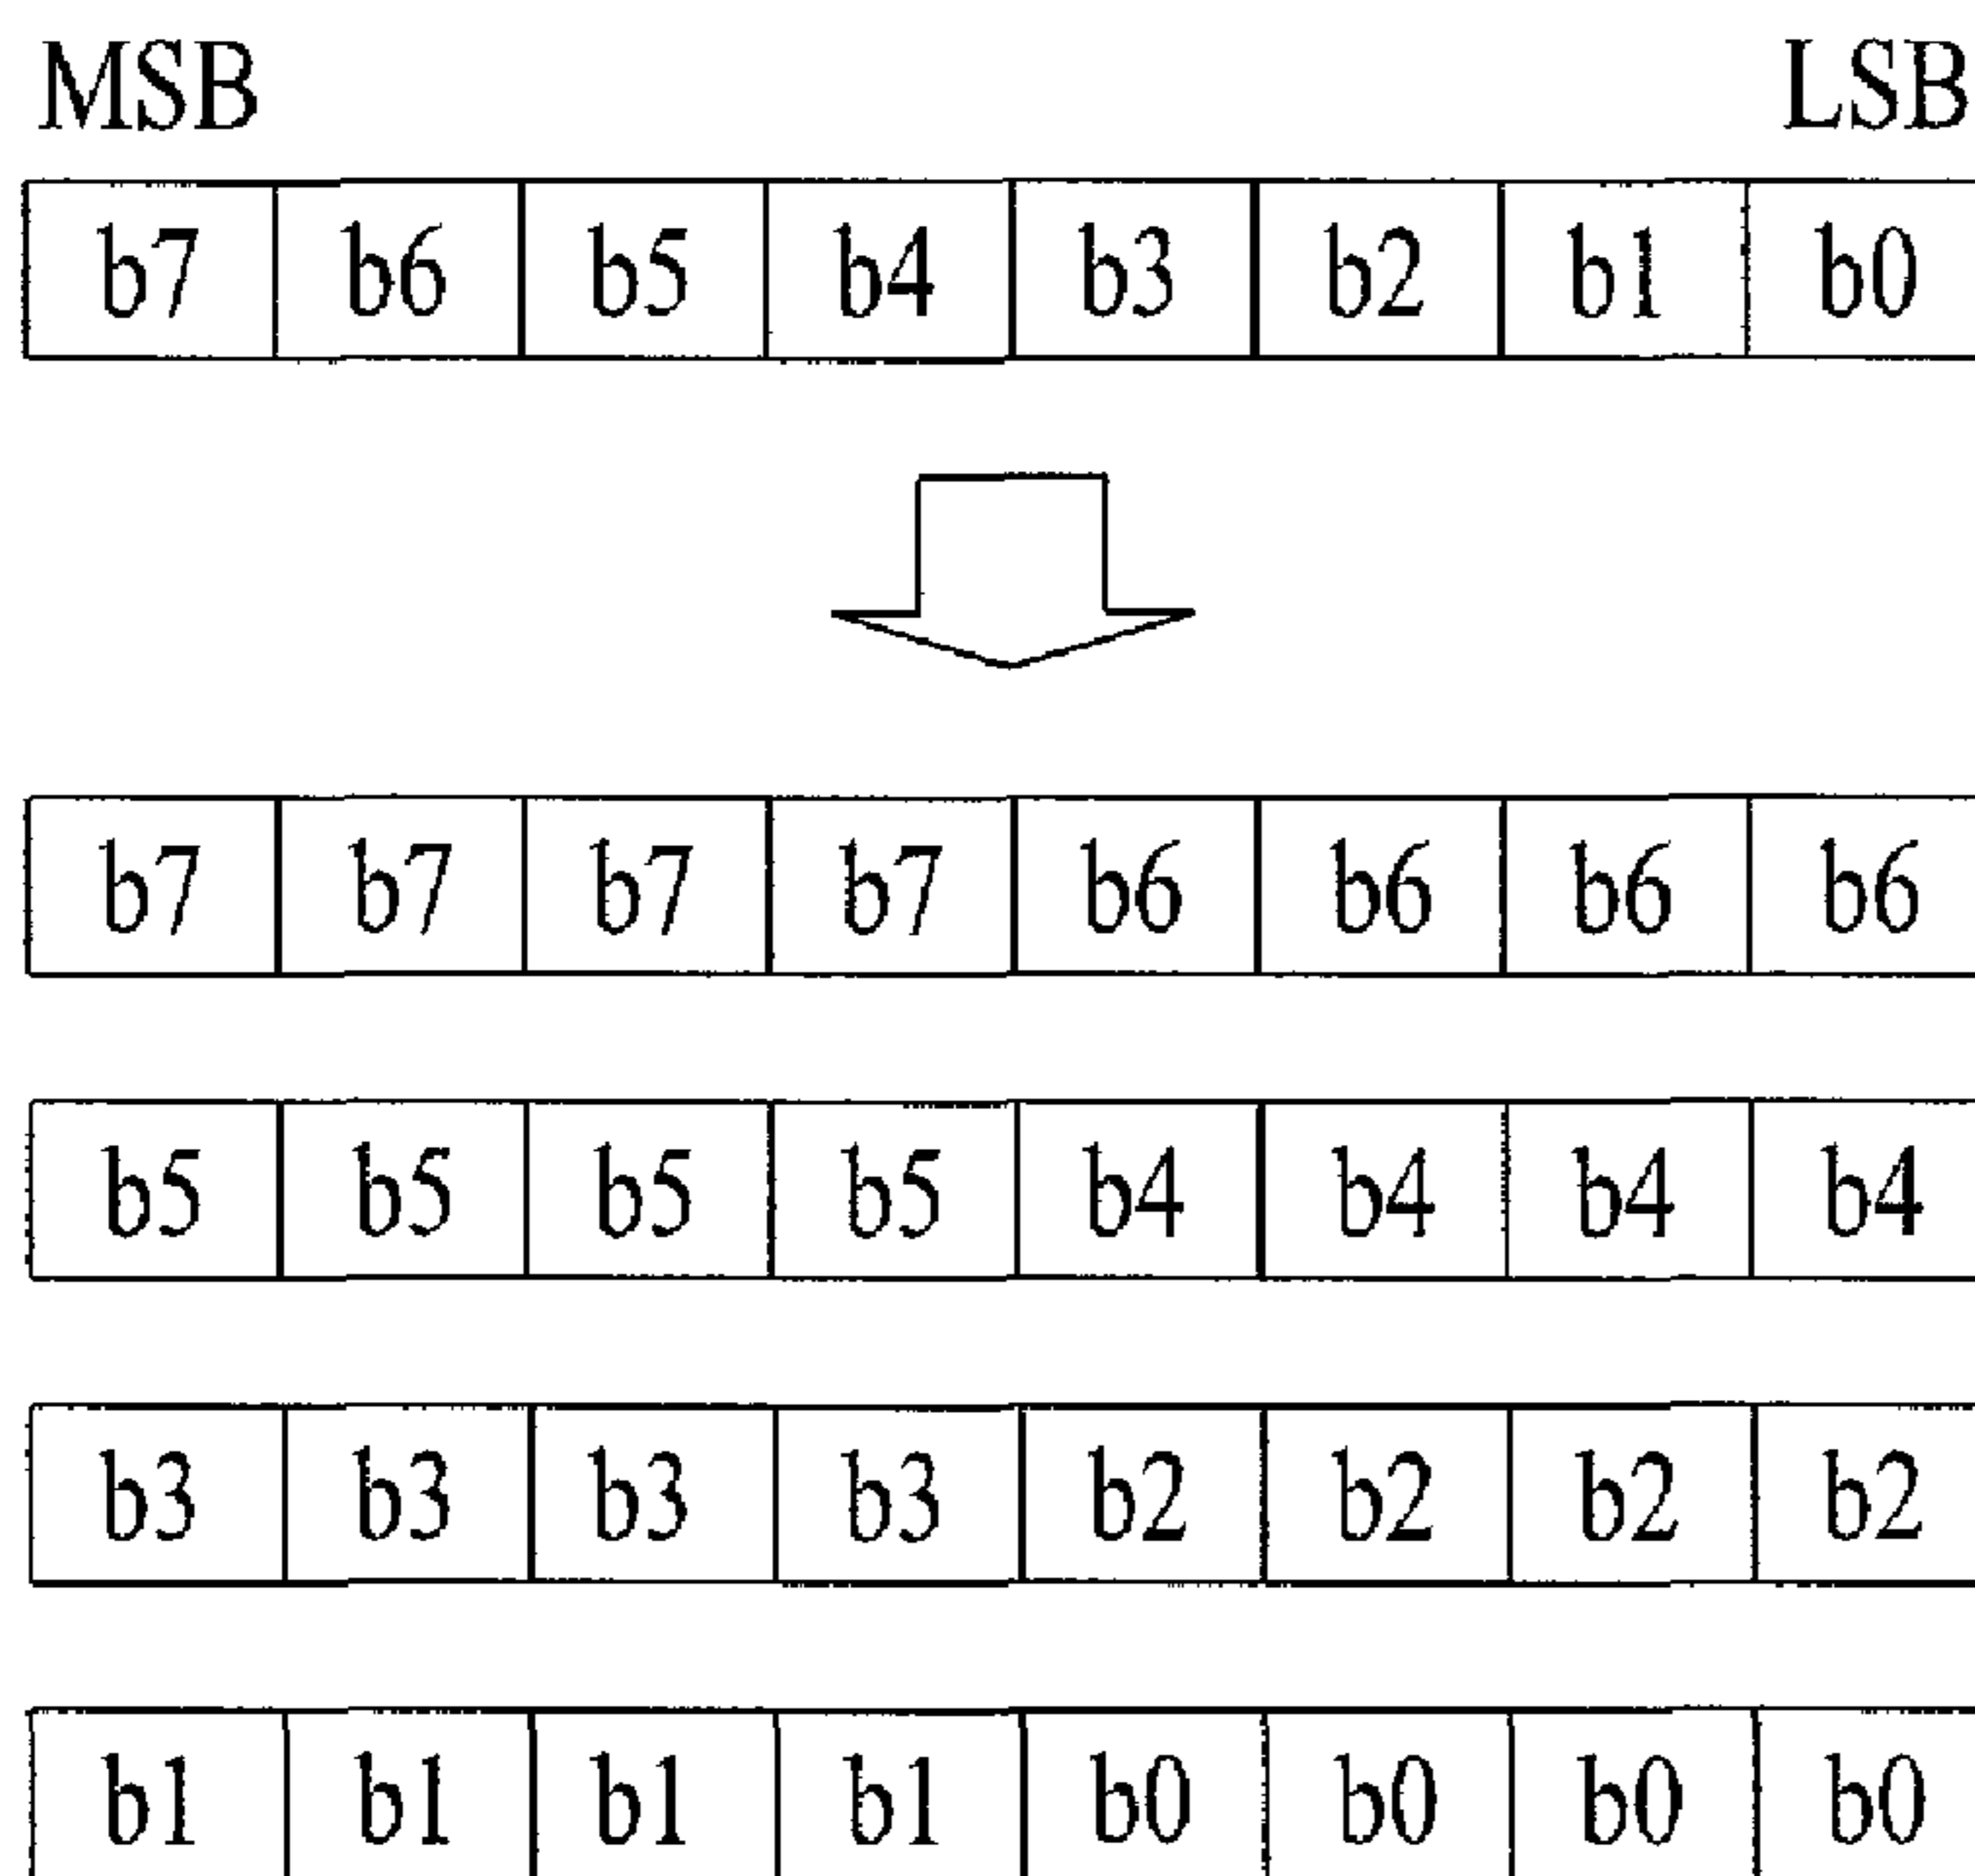 MSB LSB
b7 b6 b5 b4 b3 b2 b1 b0
b7 b7 b7 b7 b6 b6 b6 b6
b5 b5 b5 b5 b4 b4 b4 b4
b3 b3 b3 b3 b2 b2 b2 b2
b1 b1 b1 b1 b0 b0 b0 b0